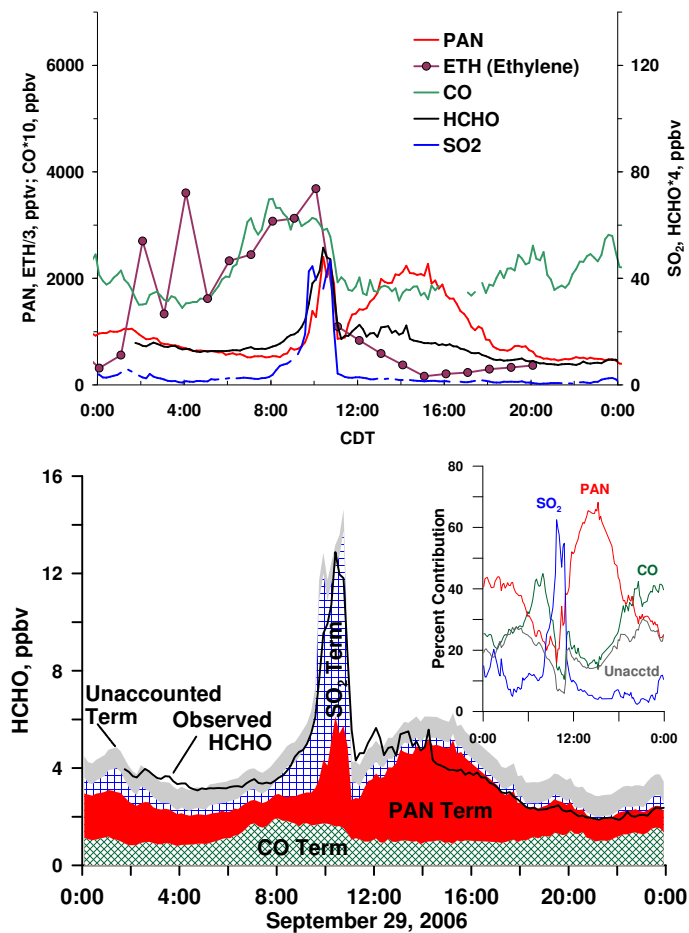 PAN
ETH (Ethylene)
CO
HCHO
SO2
PAN, ETH/3, pptv; CO*10, ppbv
6000
4000
2000
0
SO2, HCHO*4, ppbv
120
80
40
0
0:00 4:00 8:00 12:00 16:00 20:00 0:00
CDT
HCHO, ppbv
16
12
8
4
0
Unaccounted
Term
Observed
HCHO
SO2 Term
PAN Term
CO Term
0:00 4:00 8:00 12:00 16:00 20:00 0:00
September 29, 2006
Percent Contribution
80
60
40
20
0
SO2
PAN
CO
Unacctd
0:00 12:00 0:00